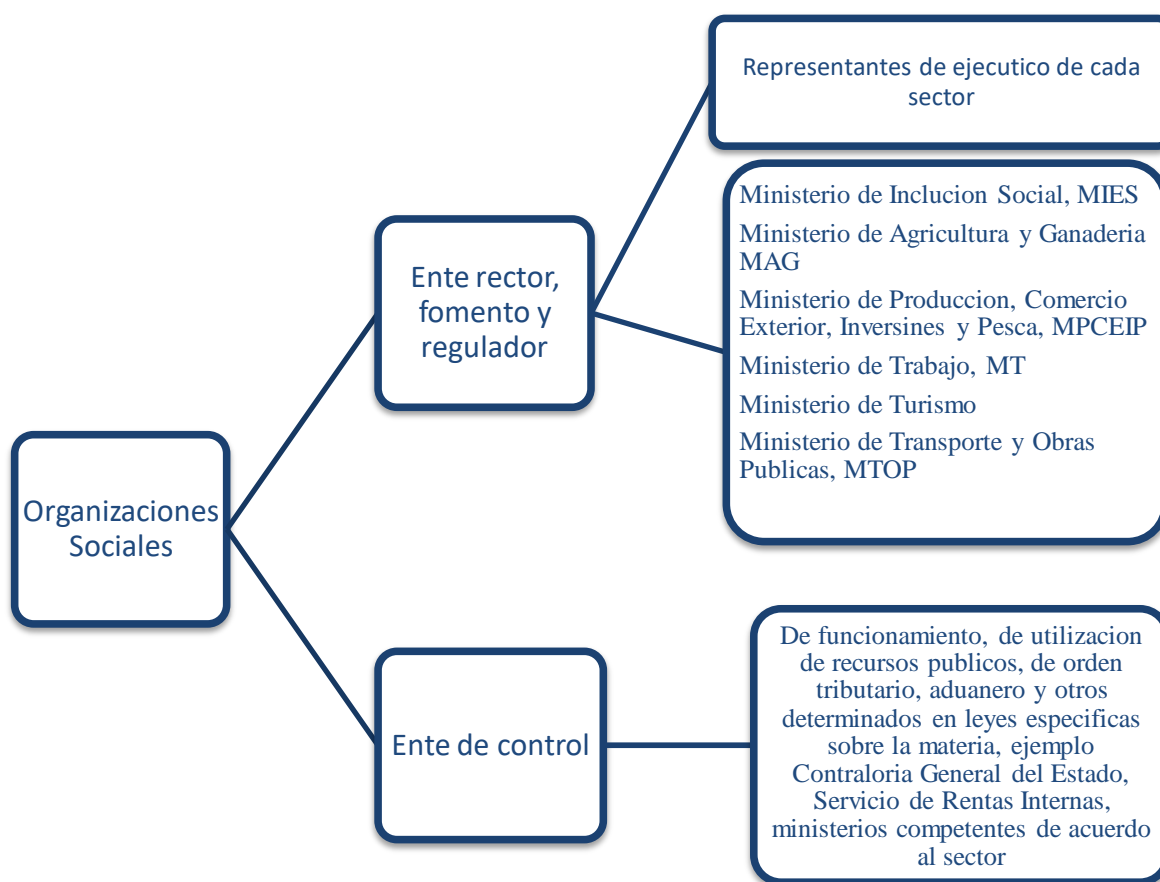 Organizaciones
Sociales
Ente rector,
fomento y
regulador
Representantes de ejecutico de cada
sector
Ministerio de Inclucion Social, MIES
Ministerio de Agricultura y Ganaderia
MAG
Ministerio de Produccion, Comercio
Exterior, Inversines y Pesca, MPCEIP
Ministerio de Trabajo, MT
Ministerio de Turismo
Ministerio de Transporte y Obras
Publicas, MTOP
Ente de control
De funcionamiento, de utilizacion
de recursos publicos, de orden
tributario, aduanero y otros
determinados en leyes especificas
sobre la materia, ejemplo
Contraloria General del Estado,
Servicio de Rentas Internas,
ministerios competentes de acuerdo
al sector